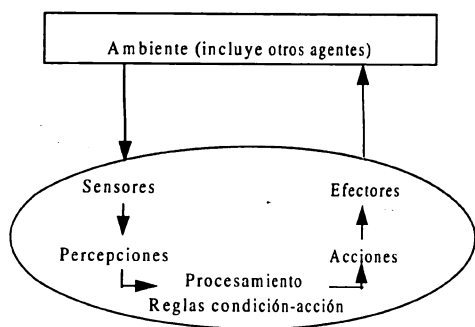 Ambiente (incluye otros agentes)
Sensores
Efectores
Percepciones
Acciones
Procesamiento
Reglas condición-acción